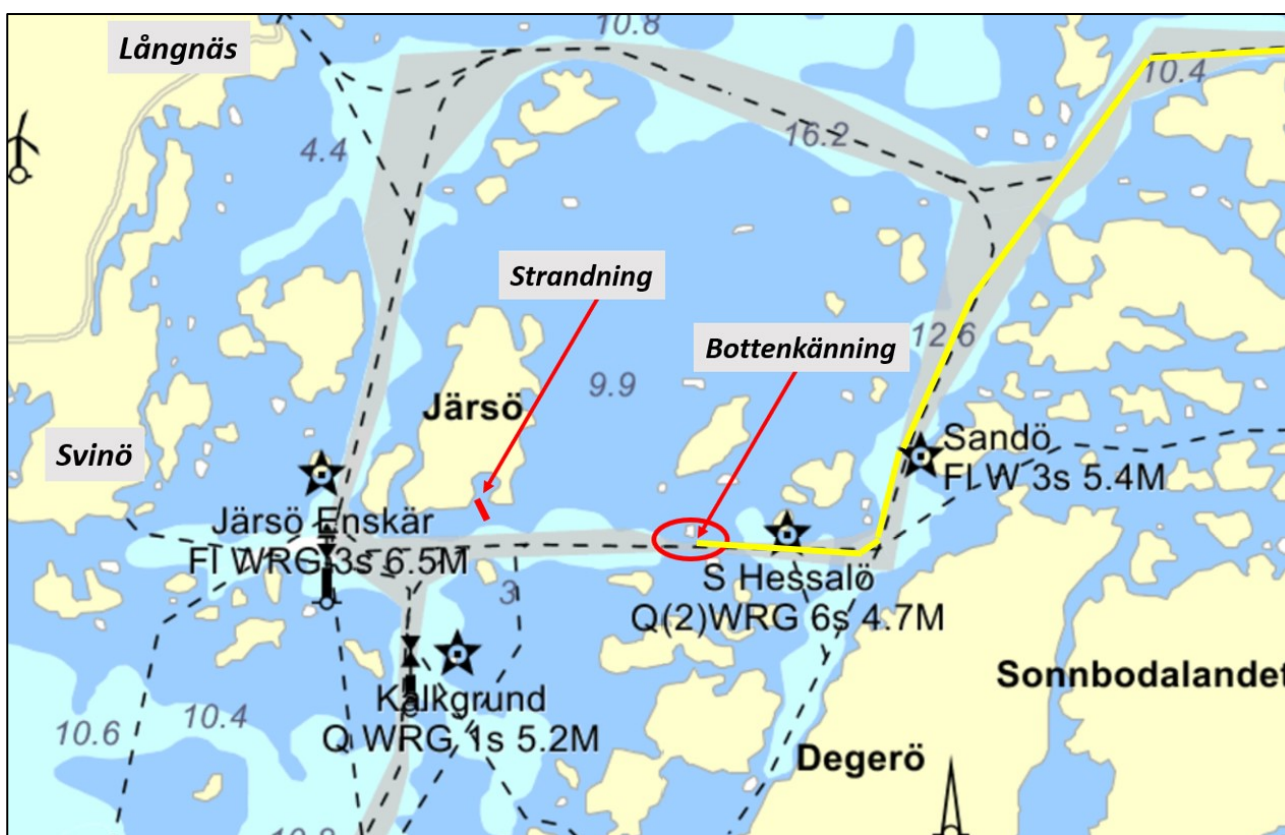 Långnäs
10.8
10.4
4.4
16.2
Strandning
12.6
Bottenkänning
9.9
Järsö
Svinö
Sandö
Fl W 3s 5.4M
Järsö Enskär
Fl WRG 3s 6.5M
3
S Hessalö
Q(2)WRG 6s 4.7M
Kalkgrund
Q WRG 1s 5.2M
Sonnbodalandet
10.4
10.6
Degerö